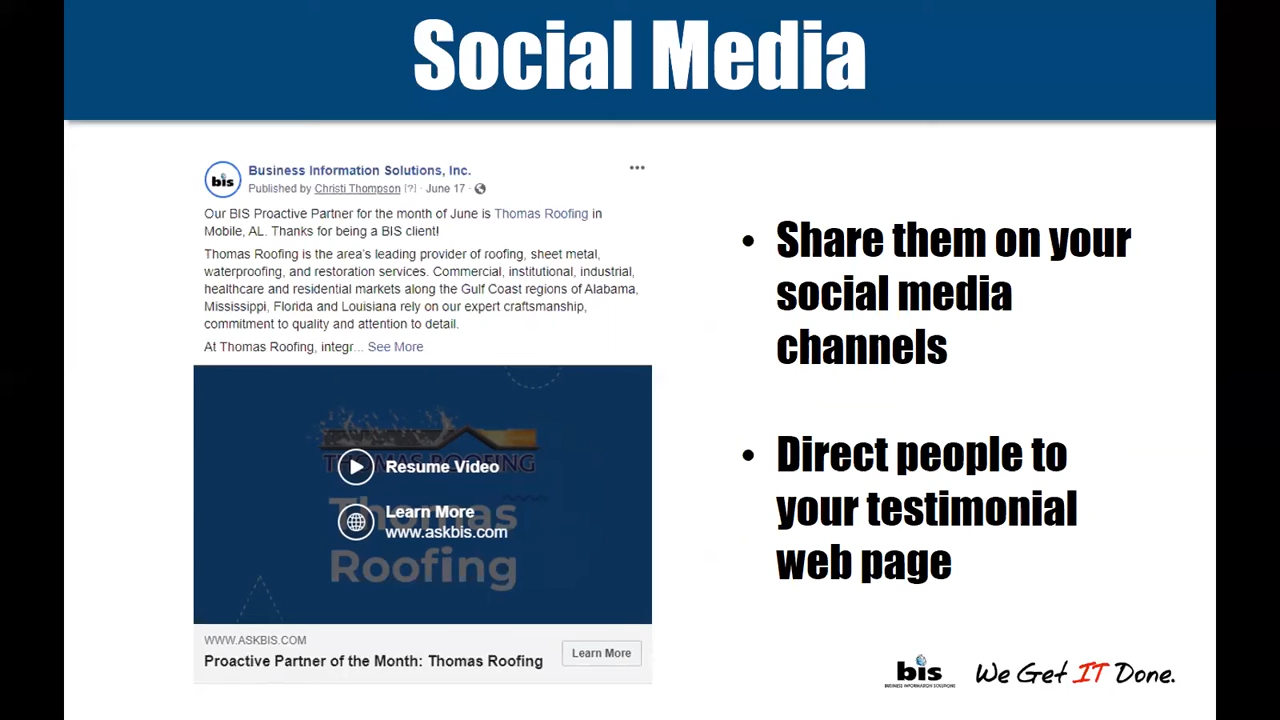 Social Media
bis
Business Information Solutions, Inc.
Published by Christi Thompson [?] · June 17 ·
Our BIS Proactive Partner for the month of June is Thomas Roofing in
Mobile, AL. Thanks for being a BIS client!
Thomas Roofing is the area's leading provider of roofing, sheet metal,
waterproofing, and restoration services. Commercial, institutional, industrial,
healthcare and residential markets along the Gulf Coast regions of Alabama,
Mississippi, Florida and Louisiana rely on our expert craftsmanship,
commitment to quality and attention to detail.
At Thomas Roofing, integr... See More
THOMAS ROOFING
Resume Video
Learn More
www.askbis.com
Thomas
Roofing
WWW.ASKBIS.COM
Proactive Partner of the Month: Thomas Roofing
Learn More
• Share them on your
social media
channels
• Direct people to
your testimonial
web page
bis
BUSINESS INFORMATION SOLUTIONS
We Get IT Done.